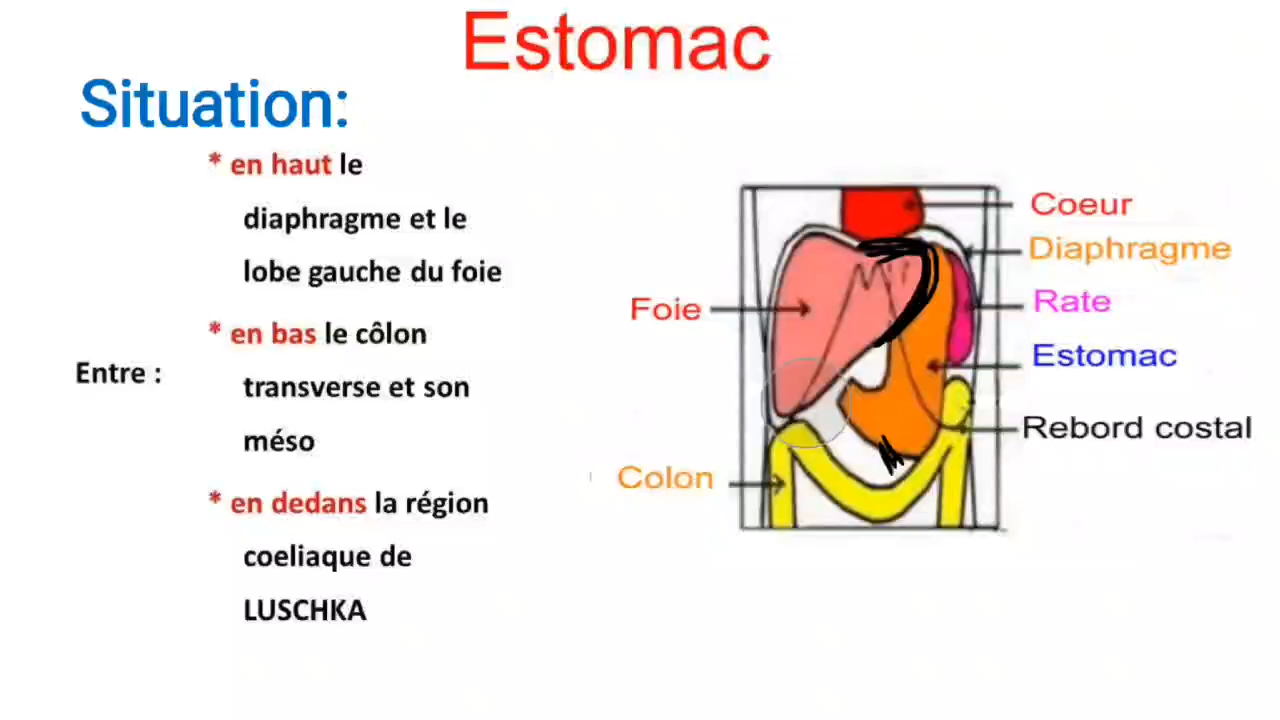 Estomac
Situation:
* en haut le
diaphragme et le
lobe gauche du foie
* en bas le côlon
Entre :
transverse et son
méso
* en dedans la région
coeliaque de
LUSCHKA
Coeur
Diaphragme
Foie
Rate
Estomac
Rebord costal
Colon